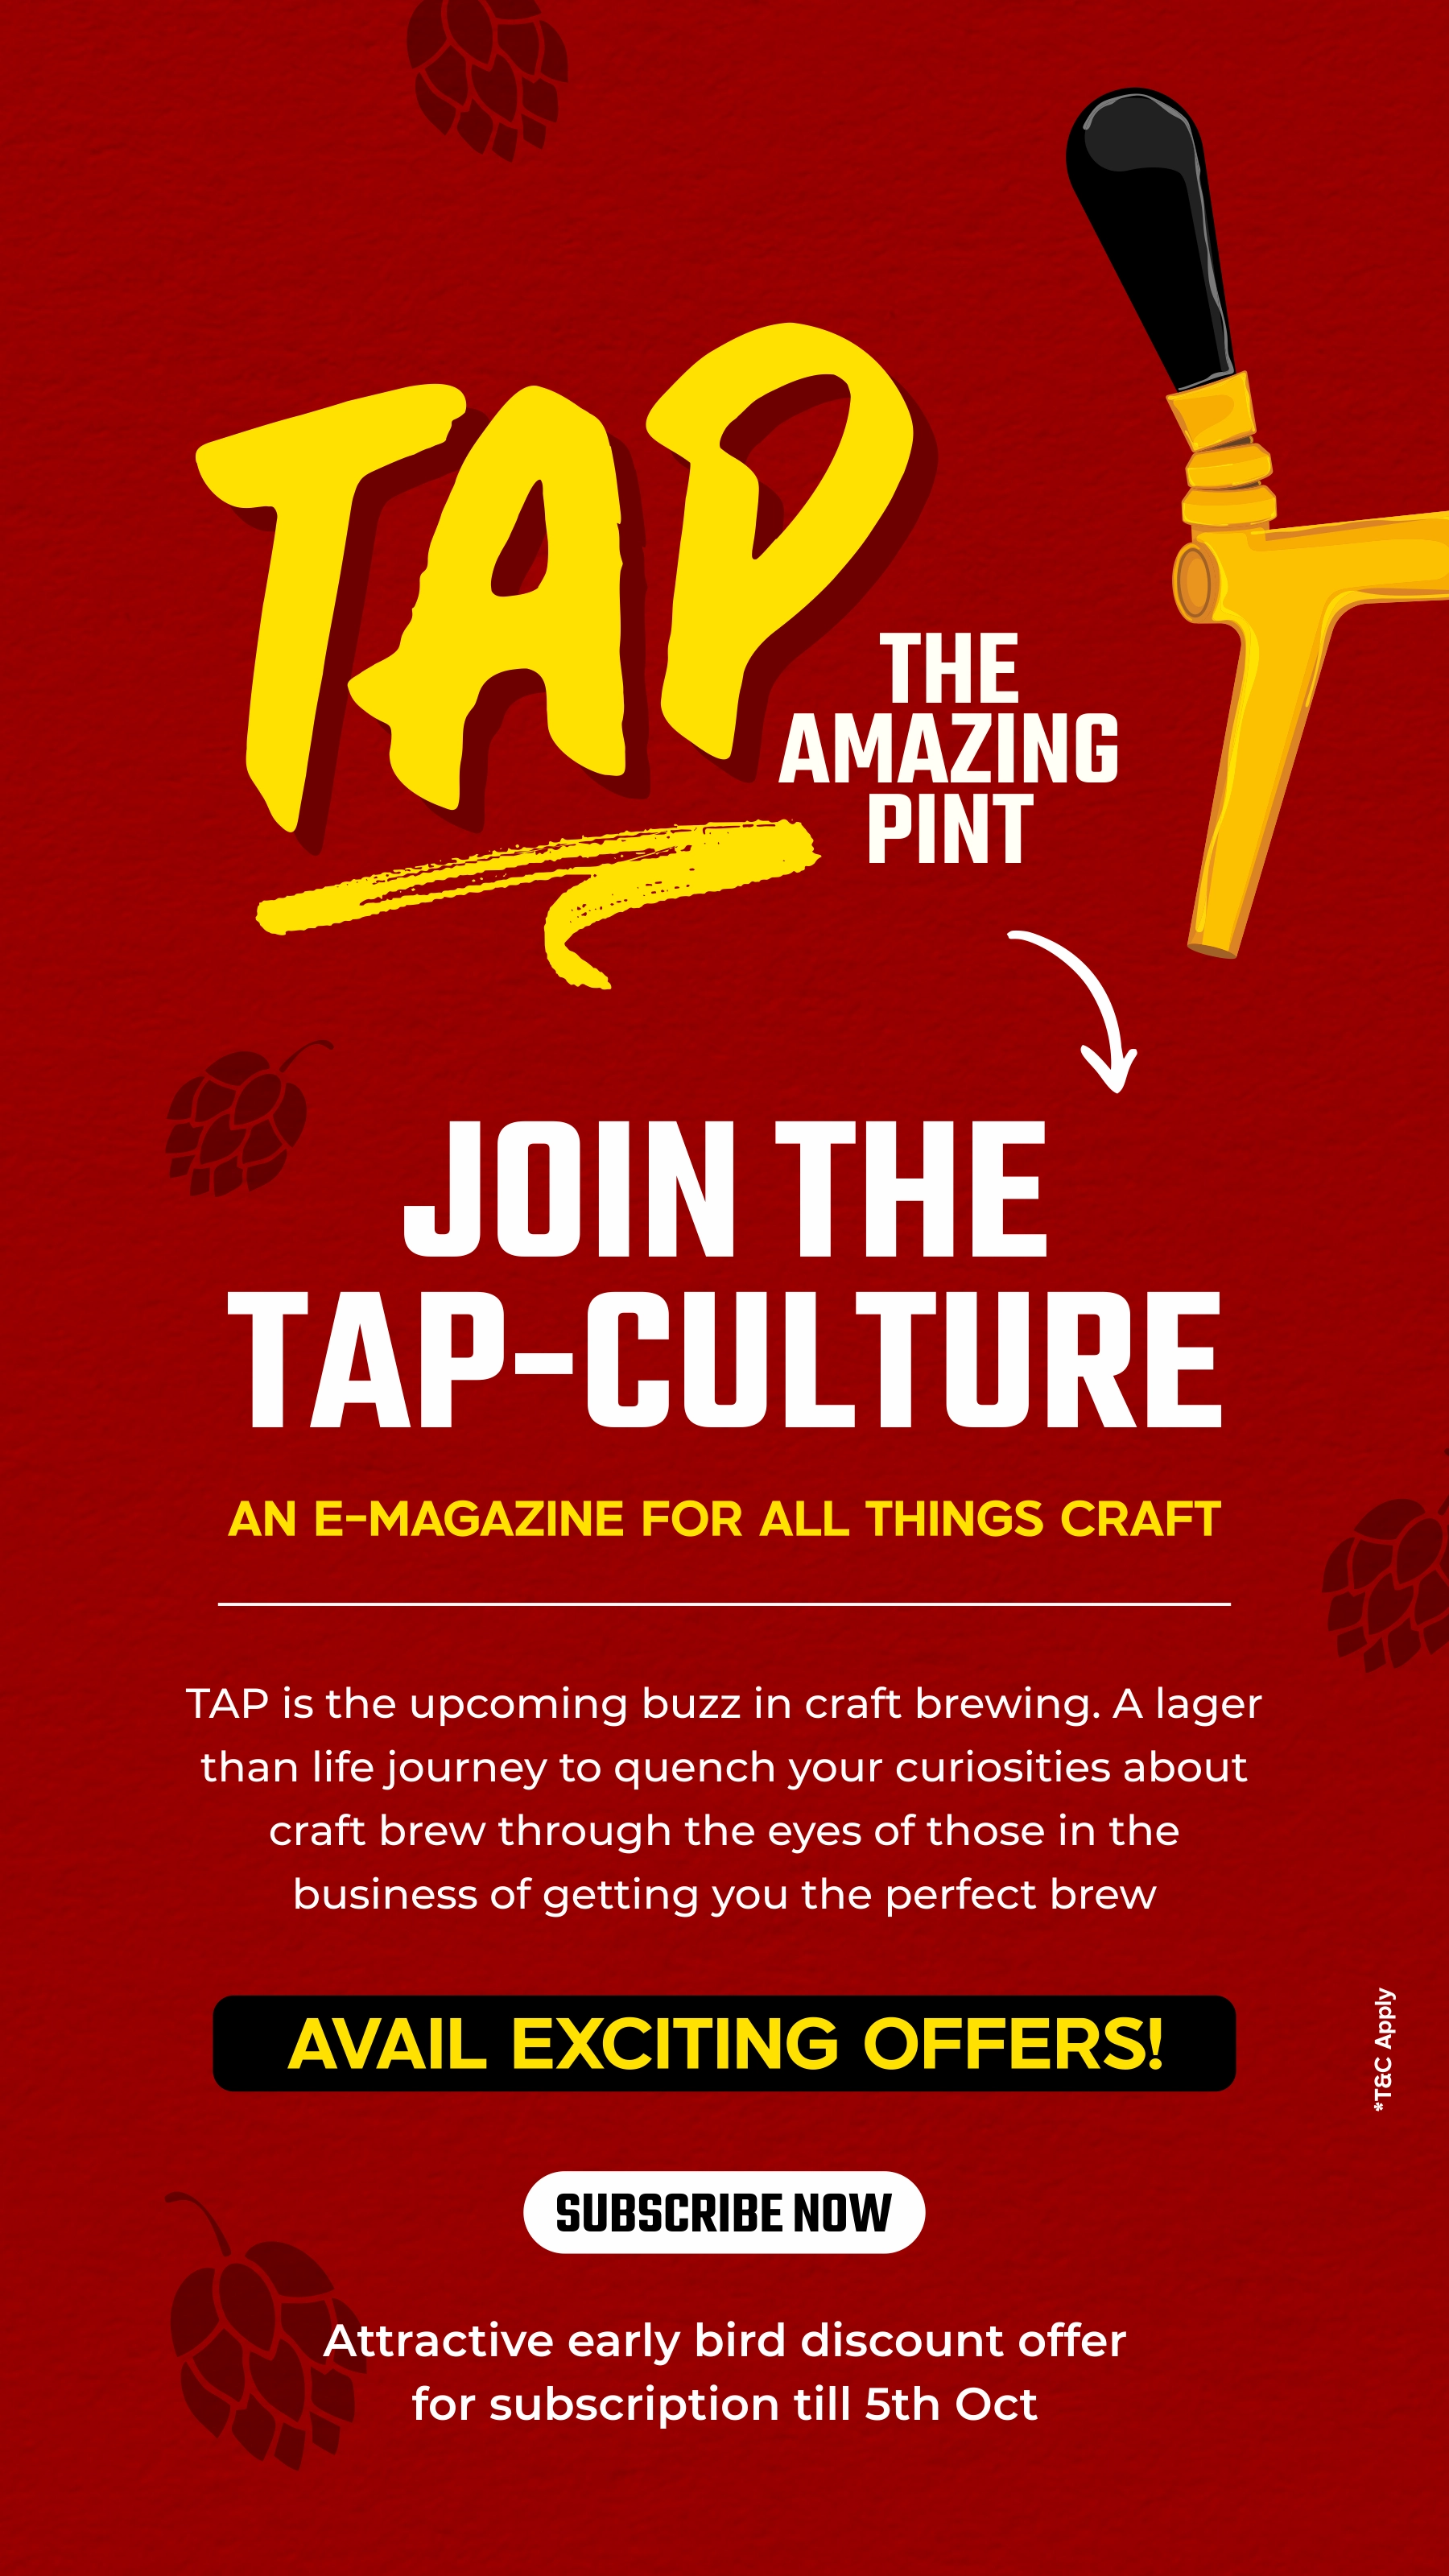 TAP
THE
AMAZING
PINT
JOIN THE
TAP-CULTURE
AN E-MAGAZINE FOR ALL THINGS CRAFT
TAP is the upcoming buzz in craft brewing. A lager
than life journey to quench your curiosities about
craft brew through the eyes of those in the
business of getting you the perfect brew
AVAIL EXCITING OFFERS!
*T&C Apply
SUBSCRIBE NOW
Attractive early bird discount offer
for subscription till 5th Oct